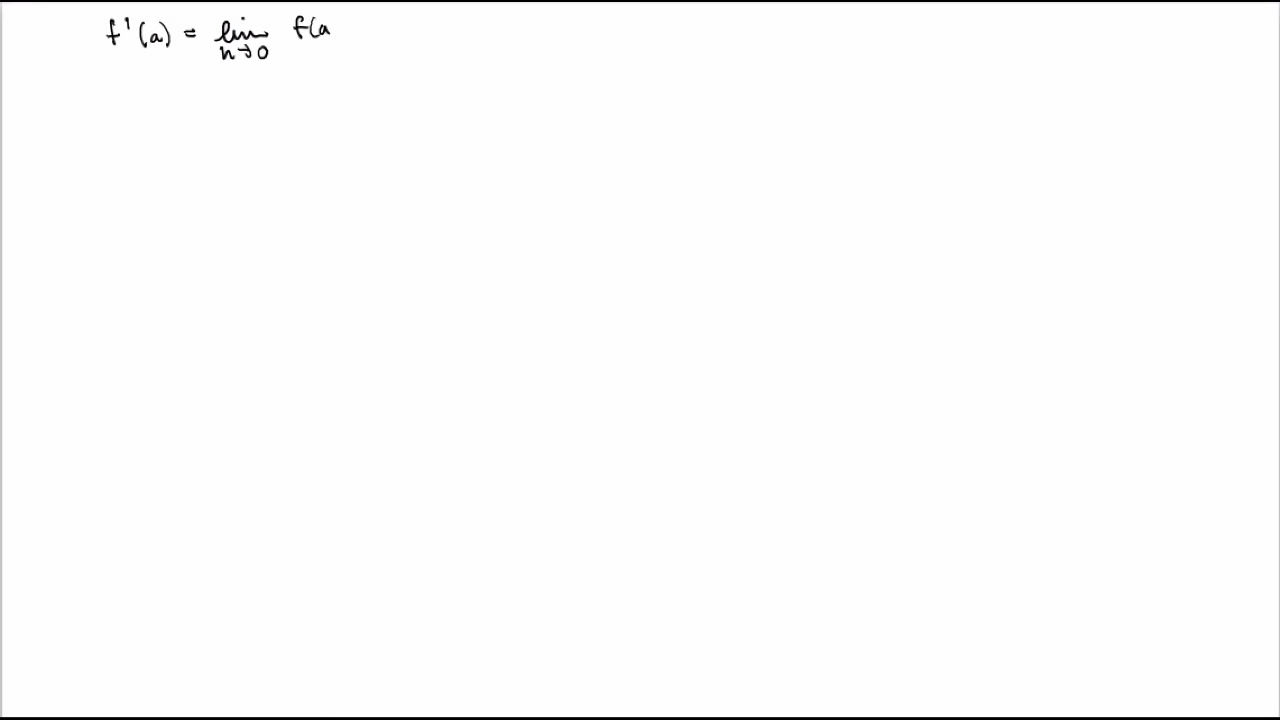 f'(a) = lim h→0 f(a